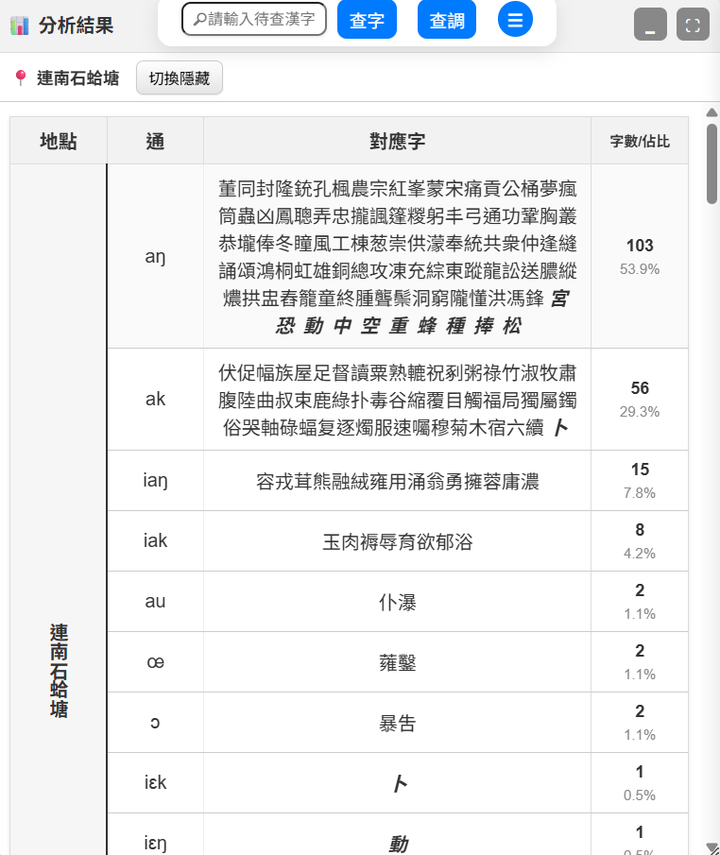 分析結果
請輸入待查漢字
查字
查調
連南石蛤塘
切換隱藏
地點 通 對應字 字數/佔比
連南石蛤塘
aŋ
董同封隆銃孔楓農宗紅峯蒙宋痛貢公桶夢瘋
筒蟲凶鳳聰弄忠攏諷篷糉躬丰弓通功鞏胸叢
恭壠俸冬瞳風工棟葱崇供濛奉統共衆仲逢縫
誦頌鴻桐虹雄銅總攻凍充綜東蹤龍訟送膿縱
燶拱盅舂籠童終腫聾鬃洞窮隴懂洪馮鋒 宮
恐 動 中 空 重 蜂 種 捧 松
103
53.9%
ak
伏促幅族屋足督讀粟熟轆祝剁粥祿竹淑牧肅
腹陸曲叔束鹿綠扑毒谷縮覆目觸福局獨屬鐲
俗哭軸碌蝠复逐燭服速囑穆菊木宿六續 卜
56
29.3%
iaŋ
容戎茸熊融絨雍用涌翁勇擁蓉庸濃
15
7.8%
iak
玉肉褥辱育欲郁浴
8
4.2%
au
仆瀑
2
1.1%
œ
蕹鑿
2
1.1%
ɔ
暴告
2
1.1%
iɛk
卜
1
0.5%
iɛŋ
動
1
0.5%